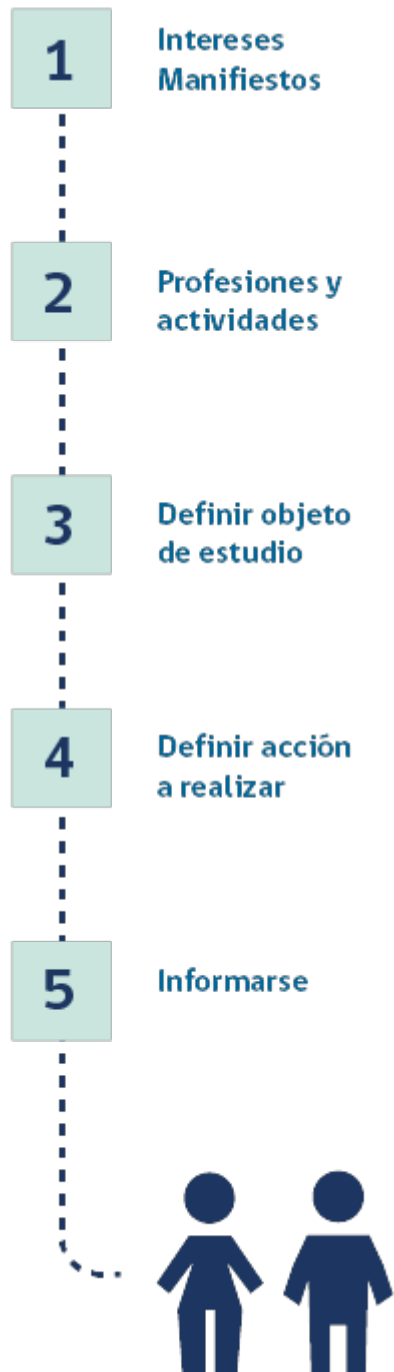 1
Intereses
Manifiestos
2
Profesiones y
actividades
3
Definir objeto
de estudio
4
Definir acción
a realizar
5
Informarse